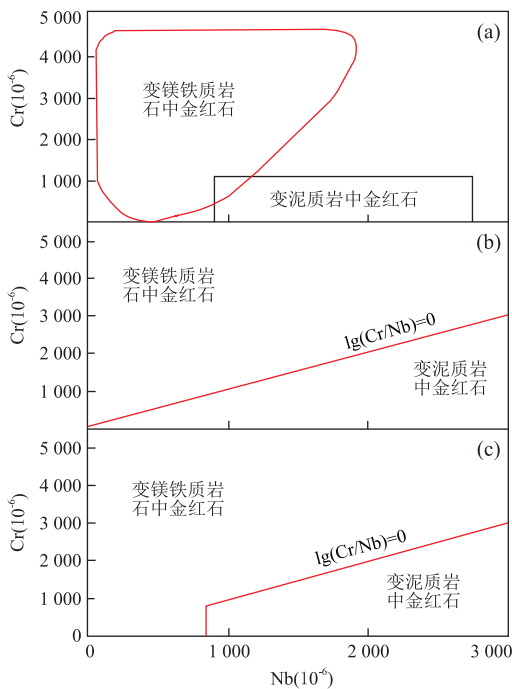 (a)
5 000
4 000
3 000
2 000
1 000
Cr(10⁻⁶)
变镁铁质岩
石中金红石
变泥质岩中金红石
(b)
5 000
4 000
3 000
2 000
1 000
Cr(10⁻⁶)
变镁铁质岩
石中金红石
lg(Cr/Nb)=0
变泥质岩
中金红石
(c)
5 000
4 000
3 000
2 000
1 000
0
Cr(10⁻⁶)
变镁铁质岩
石中金红石
lg(Cr/Nb)=0
变泥质岩
中金红石
0
1 000
2 000
3 000
Nb(10⁻⁶)